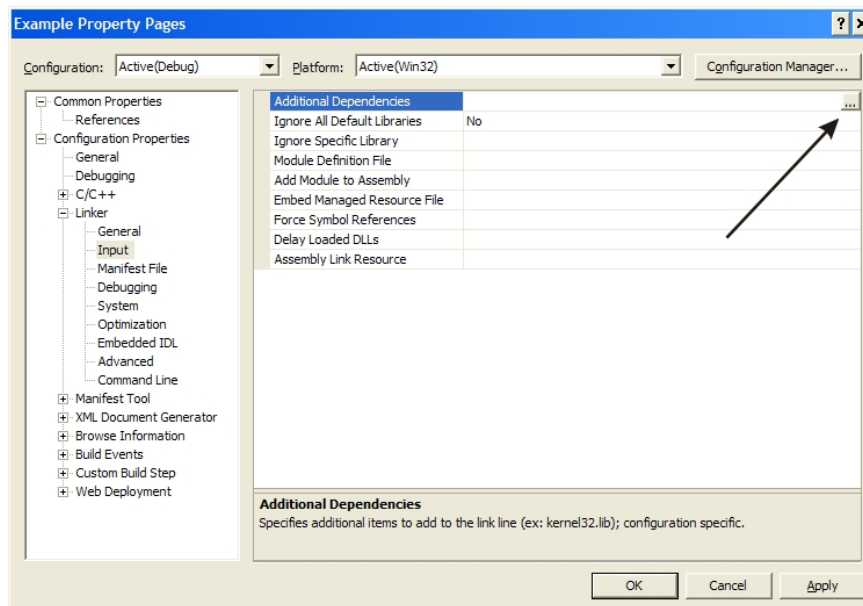 Example Property Pages
? x
Configuration: Active(Debug) Platform: Active(Win32) Configuration Manager...
Common Properties
References
Configuration Properties
General
Debugging
C/C++
Linker
General
Input
Manifest File
Debugging
System
Optimization
Embedded IDL
Advanced
Command Line
Manifest Tool
XML Document Generator
Browse Information
Build Events
Custom Build Step
Web Deployment
Additional Dependencies ...
Ignore All Default Libraries No
Ignore Specific Library
Module Definition File
Add Module to Assembly
Embed Managed Resource File
Force Symbol References
Delay Loaded DLLs
Assembly Link Resource
Additional Dependencies
Specifies additional items to add to the link line (ex: kernel32.lib); configuration specific.
OK Cancel Apply